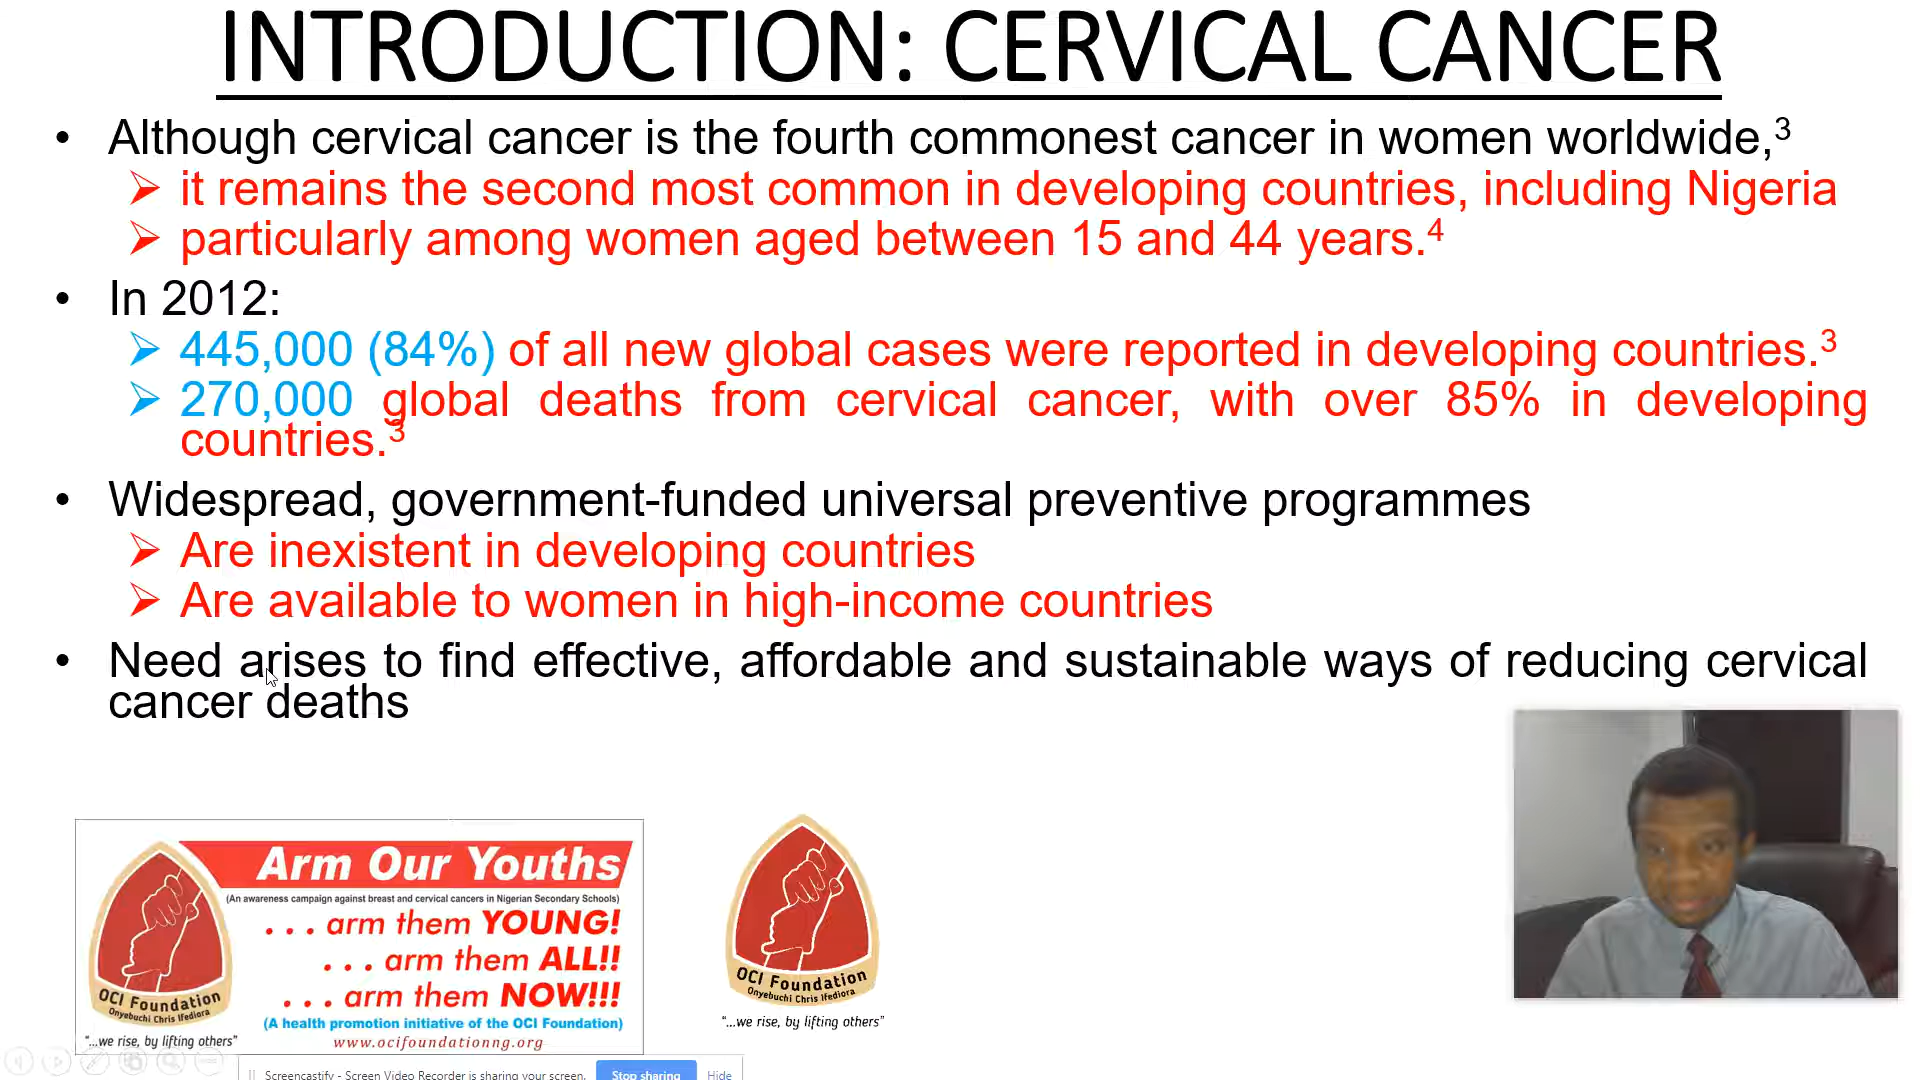 INTRODUCTION: CERVICAL CANCER
• Although cervical cancer is the fourth commonest cancer in women worldwide,³
➢ it remains the second most common in developing countries, including Nigeria
➢ particularly among women aged between 15 and 44 years.⁴
• In 2012:
➢ 445,000 (84%) of all new global cases were reported in developing countries.³
➢ 270,000 global deaths from cervical cancer, with over 85% in developing
countries.³
• Widespread, government-funded universal preventive programmes
➢ Are inexistent in developing countries
➢ Are available to women in high-income countries
• Need arises to find effective, affordable and sustainable ways of reducing cervical
cancer deaths
Arm Our Youths
(An awareness campaign against breast and cervical cancers in Nigerian Secondary Schools)
. . . arm them YOUNG!
. . . arm them ALL!!
. . . arm them NOW!!!
(A health promotion initiative of the OCI Foundation)
www.ocifoundationng.org
OCI Foundation
Onyebuchi Chris Ifediora
"...we rise, by lifting others"
OCI Foundation
Onyebuchi Chris Ifediora
"...we rise, by lifting others"
Screencastify - Screen Video Recorder is sharing your screen.
Stop sharing
Hide